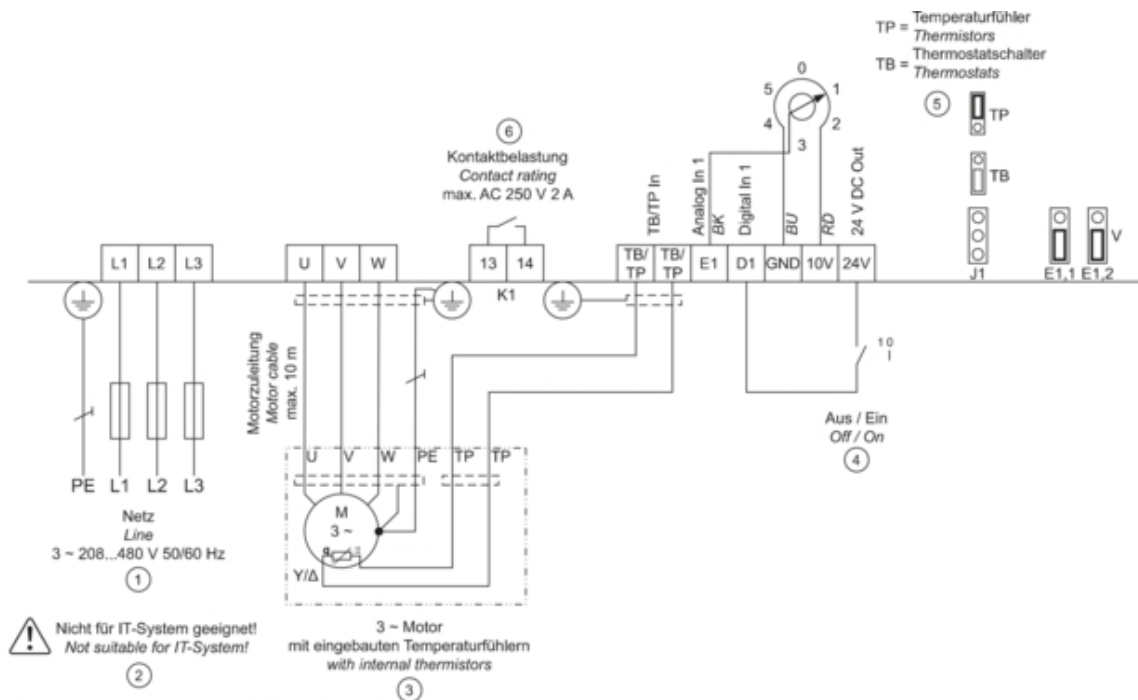 TP = Temperaturfühler
Thermistors
TB = Thermostatschalter
Thermostats
5
TP
TB
J1
E1,1 E1,2
V
0
5 1
4 2
3
6
Kontaktbelastung
Contact rating
max. AC 250 V 2 A
TB/TP In
Analog In 1
BK
Digital In 1
BU
RD
24 V DC Out
L1 L2 L3
U V W
13 14
K1
TB/TP TB/TP E1 D1 GND 10V 24V
Motorzuleitung
Motor cable
max. 10 m
1 0
I
Aus / Ein
Off / On
4
U V W PE TP TP
M
3 ~
Y/Δ
PE L1 L2 L3
Netz
Line
3 ~ 208...480 V 50/60 Hz
1
Nicht für IT-System geeignet!
Not suitable for IT-System!
2
3 ~ Motor
mit eingebauten Temperaturfühlern
with internal thermistors
3